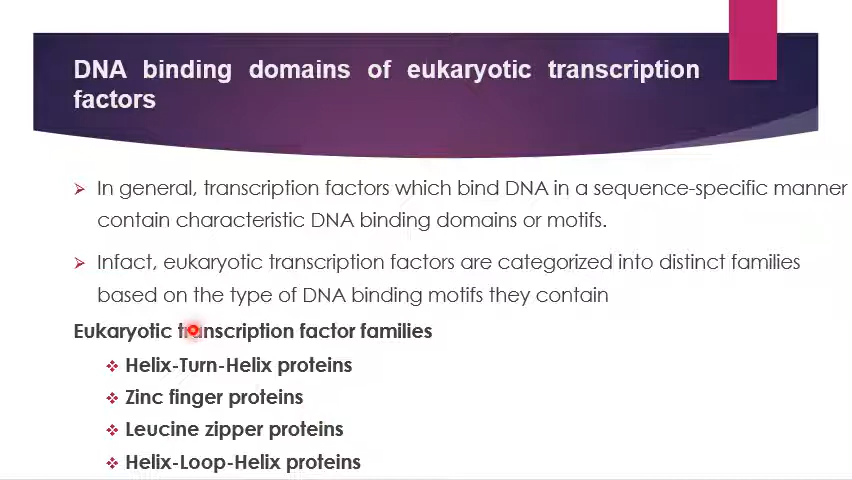 DNA binding domains of eukaryotic transcription
factors
In general, transcription factors which bind DNA in a sequence-specific manner
contain characteristic DNA binding domains or motifs.
Infact, eukaryotic transcription factors are categorized into distinct families
based on the type of DNA binding motifs they contain
Eukaryotic transcription factor families
Helix-Turn-Helix proteins
Zinc finger proteins
Leucine zipper proteins
Helix-Loop-Helix proteins